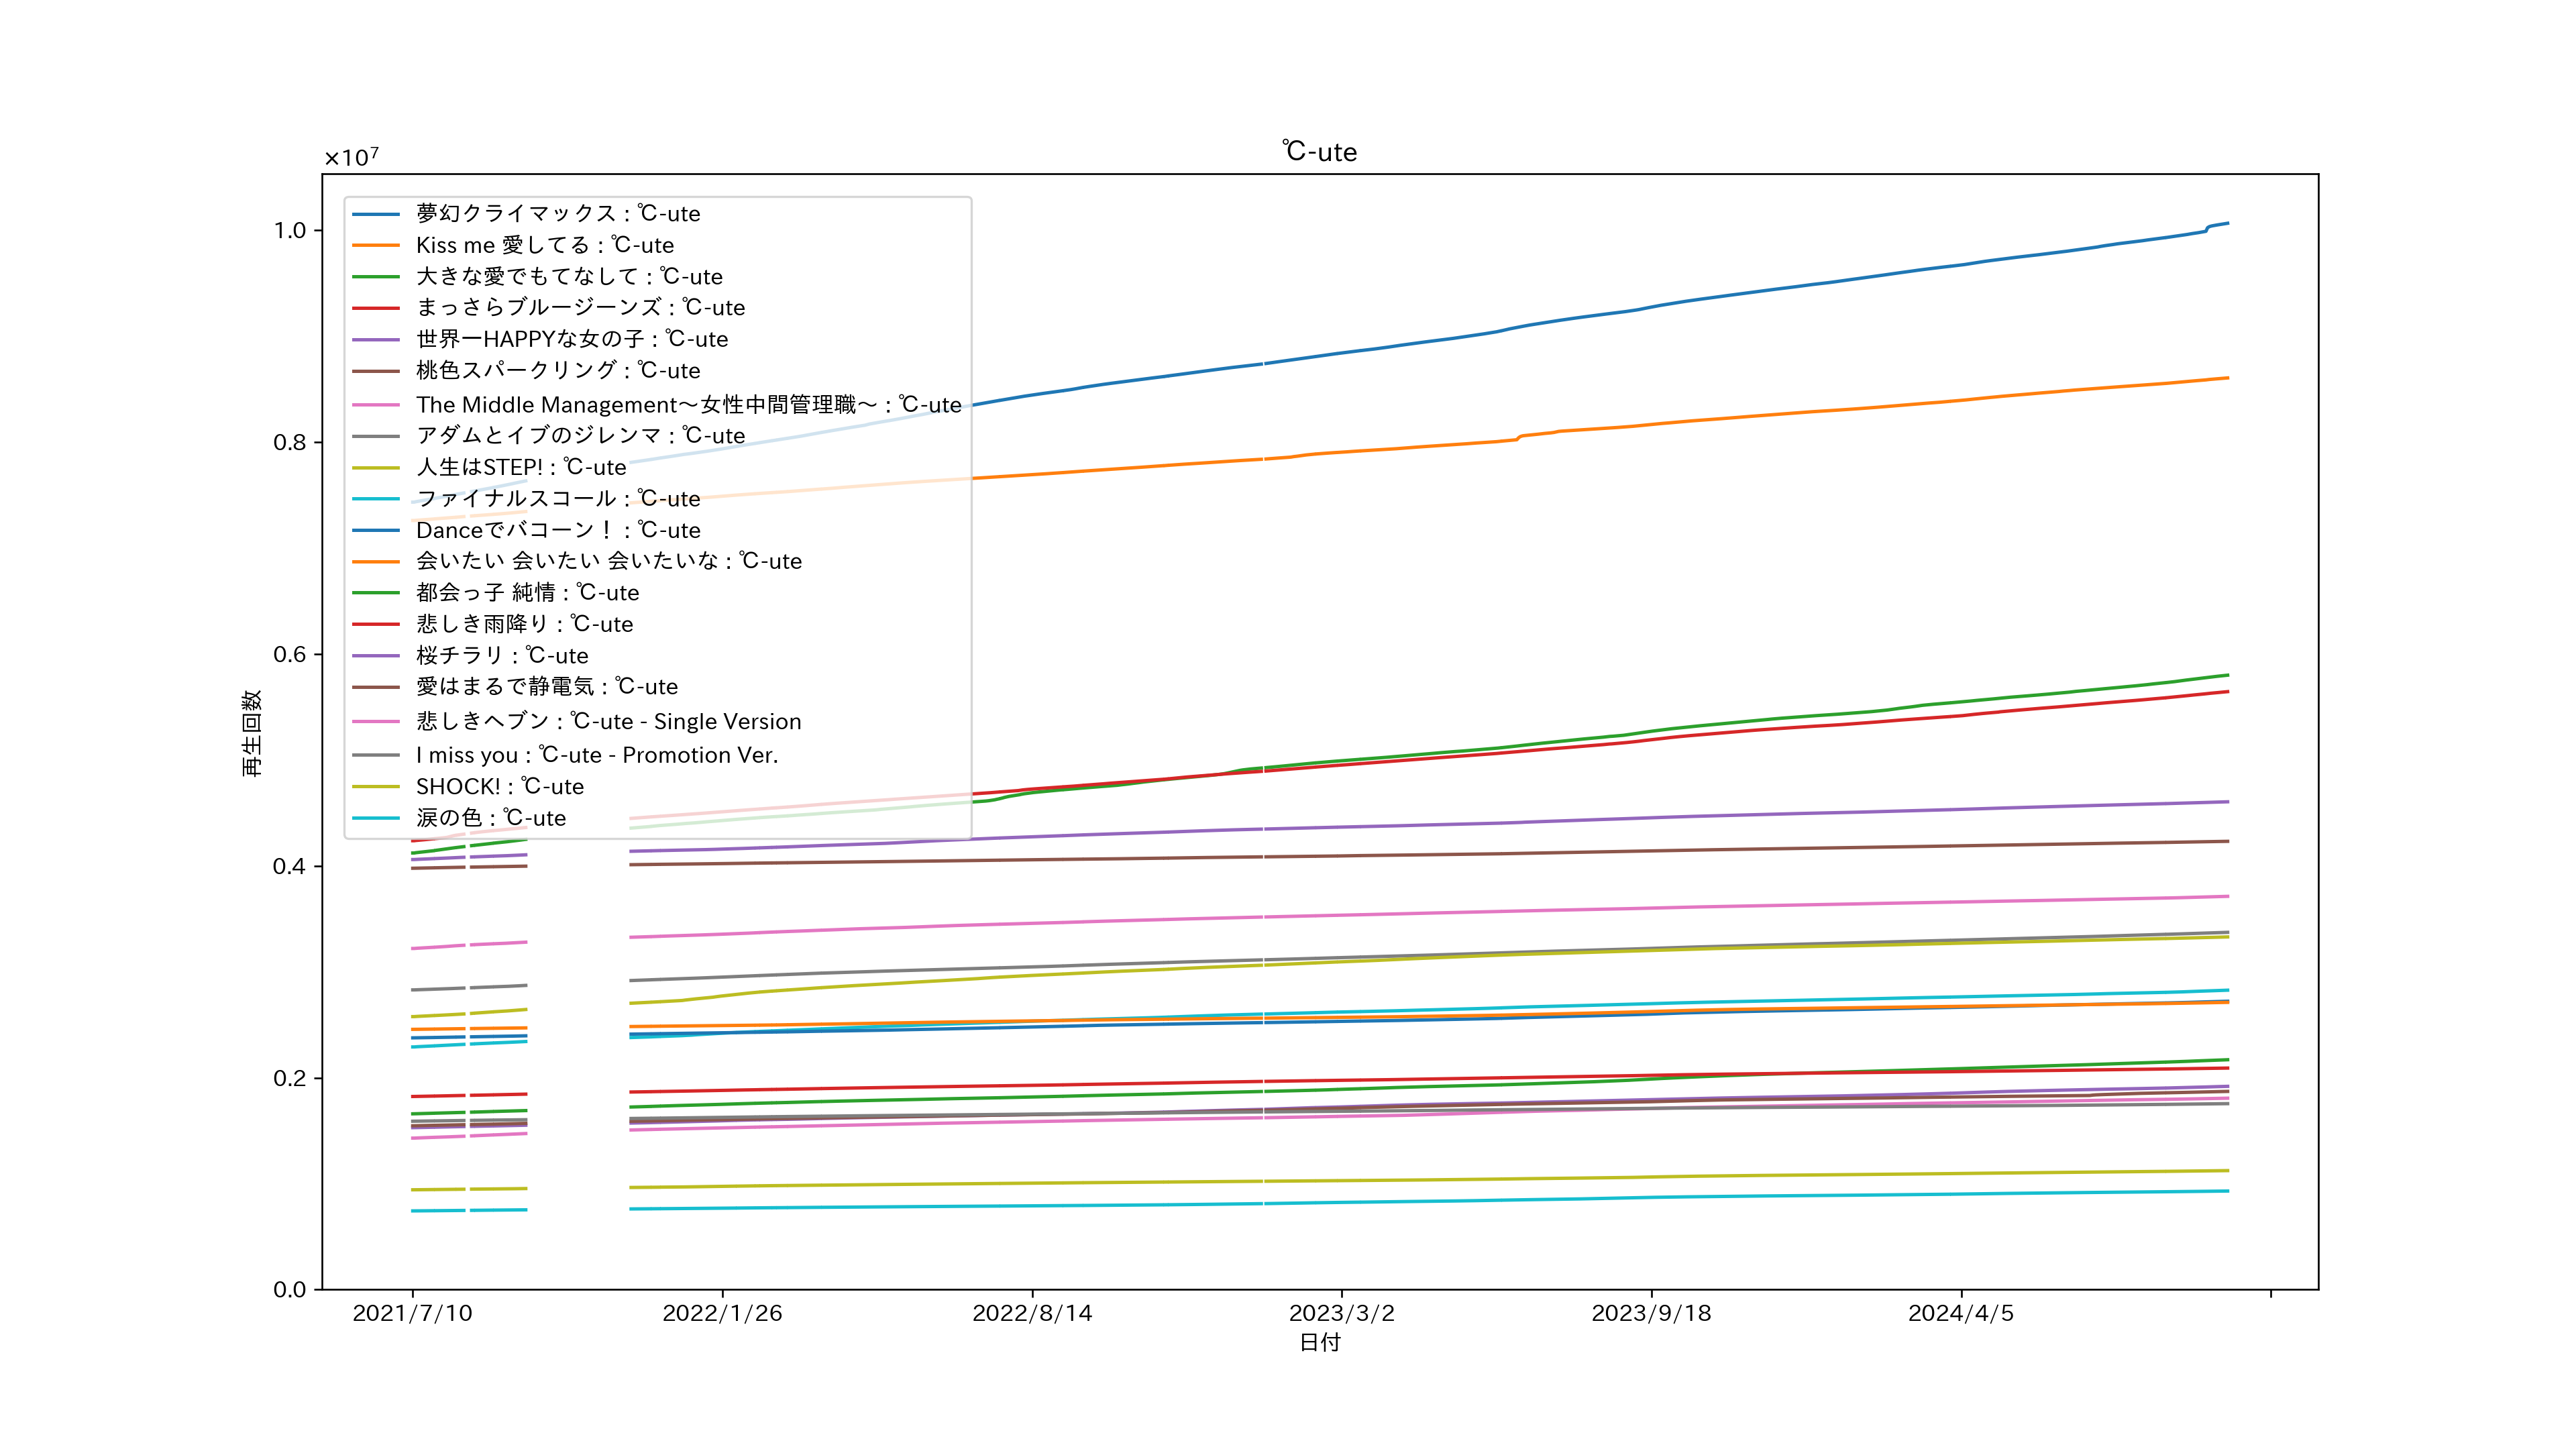 ℃-ute
×10⁷
夢幻クライマックス : ℃-ute
Kiss me 愛してる : ℃-ute
大きな愛でもてなして : ℃-ute
まっさらブルージーンズ : ℃-ute
世界一HAPPYな女の子 : ℃-ute
桃色スパークリング : ℃-ute
The Middle Management〜女性中間管理職〜 : ℃-ute
アダムとイブのジレンマ : ℃-ute
人生はSTEP! : ℃-ute
ファイナルスコール : ℃-ute
Danceでバコーン！ : ℃-ute
会いたい 会いたい 会いたいな : ℃-ute
都会っ子 純情 : ℃-ute
悲しき雨降り : ℃-ute
桜チラリ : ℃-ute
愛はまるで静電気 : ℃-ute
悲しきヘブン : ℃-ute - Single Version
I miss you : ℃-ute - Promotion Ver.
SHOCK! : ℃-ute
涙の色 : ℃-ute
1.0
0.8
0.6
0.4
0.2
0.0
再生回数
2021/7/10
2022/1/26
2022/8/14
2023/3/2
2023/9/18
2024/4/5
日付